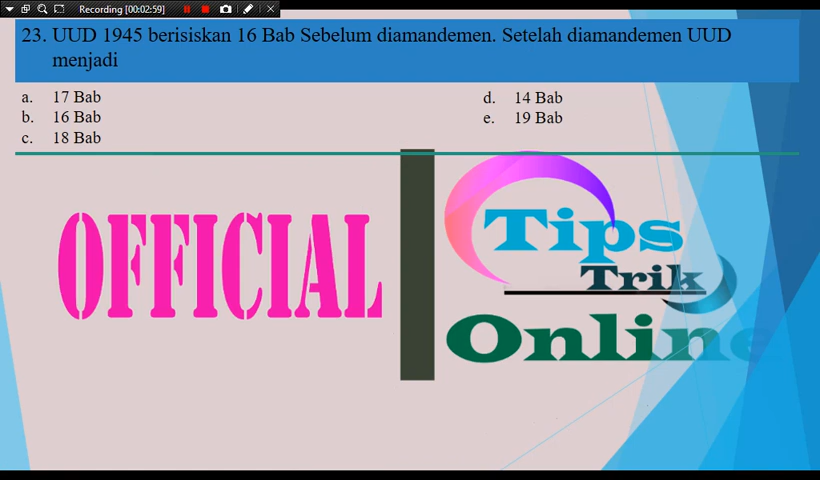 Recording [00:02:59]
23. UUD 1945 berisiskan 16 Bab Sebelum diamandemen. Setelah diamandemen UUD
menjadi
a. 17 Bab
b. 16 Bab
c. 18 Bab
d. 14 Bab
e. 19 Bab
OFFICIAL
Tips
Trik
Online